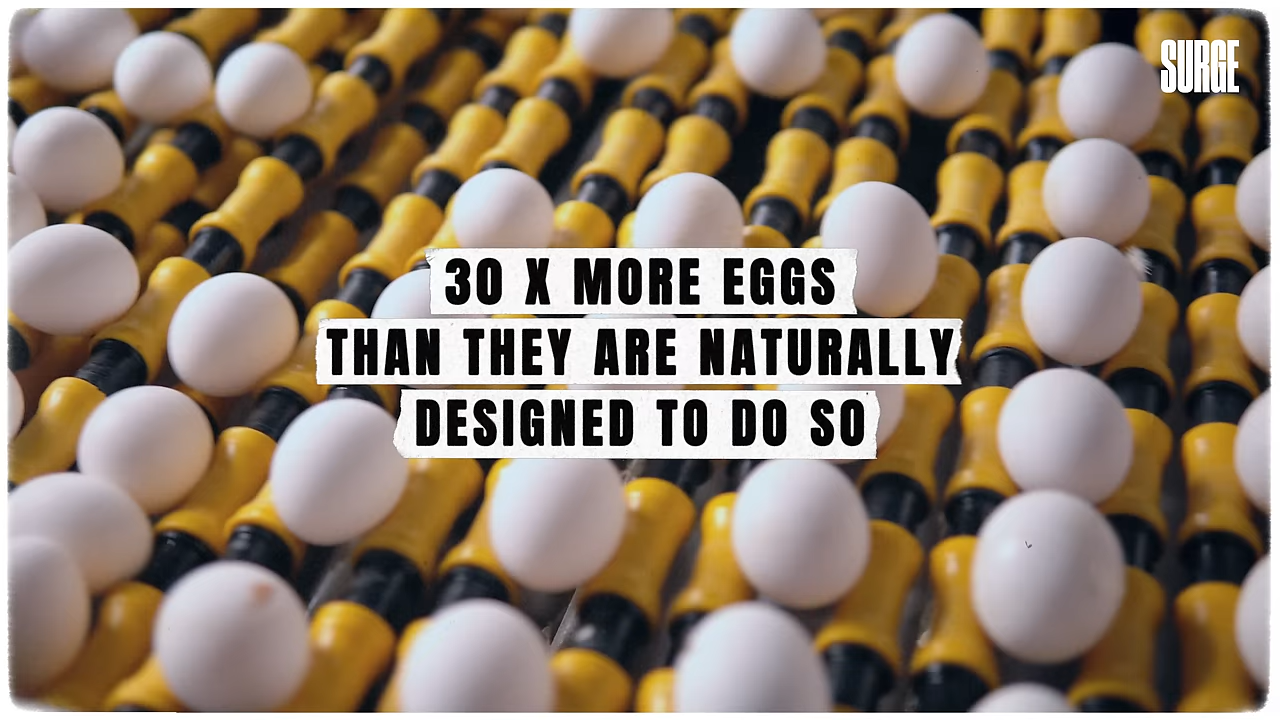 SURGE
30 X MORE EGGS
THAN THEY ARE NATURALLY
DESIGNED TO DO SO